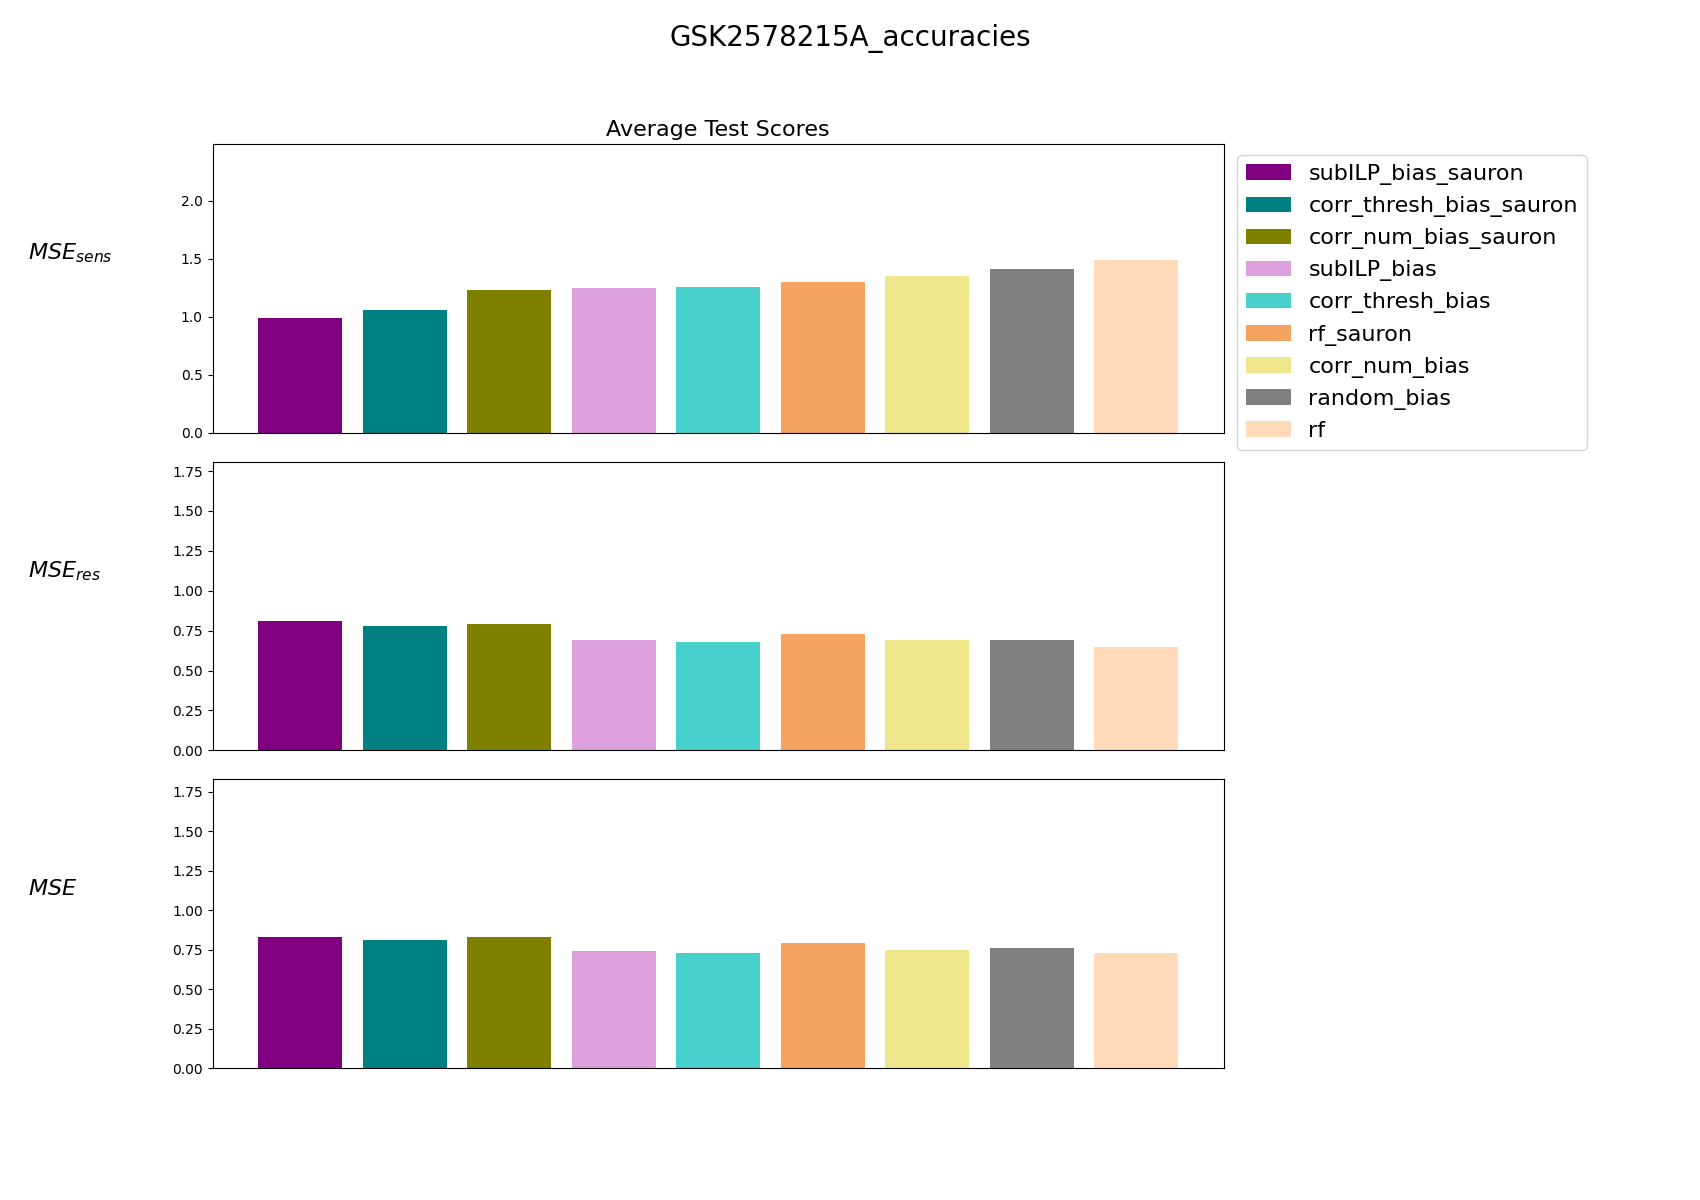 GSK2578215A_accuracies
Average Test Scores
MSE_sens
2.0
1.5
1.0
0.5
0.0
subILP_bias_sauron
corr_thresh_bias_sauron
corr_num_bias_sauron
subILP_bias
corr_thresh_bias
rf_sauron
corr_num_bias
random_bias
rf
MSE_res
1.75
1.50
1.25
1.00
0.75
0.50
0.25
0.00
MSE
1.75
1.50
1.25
1.00
0.75
0.50
0.25
0.00